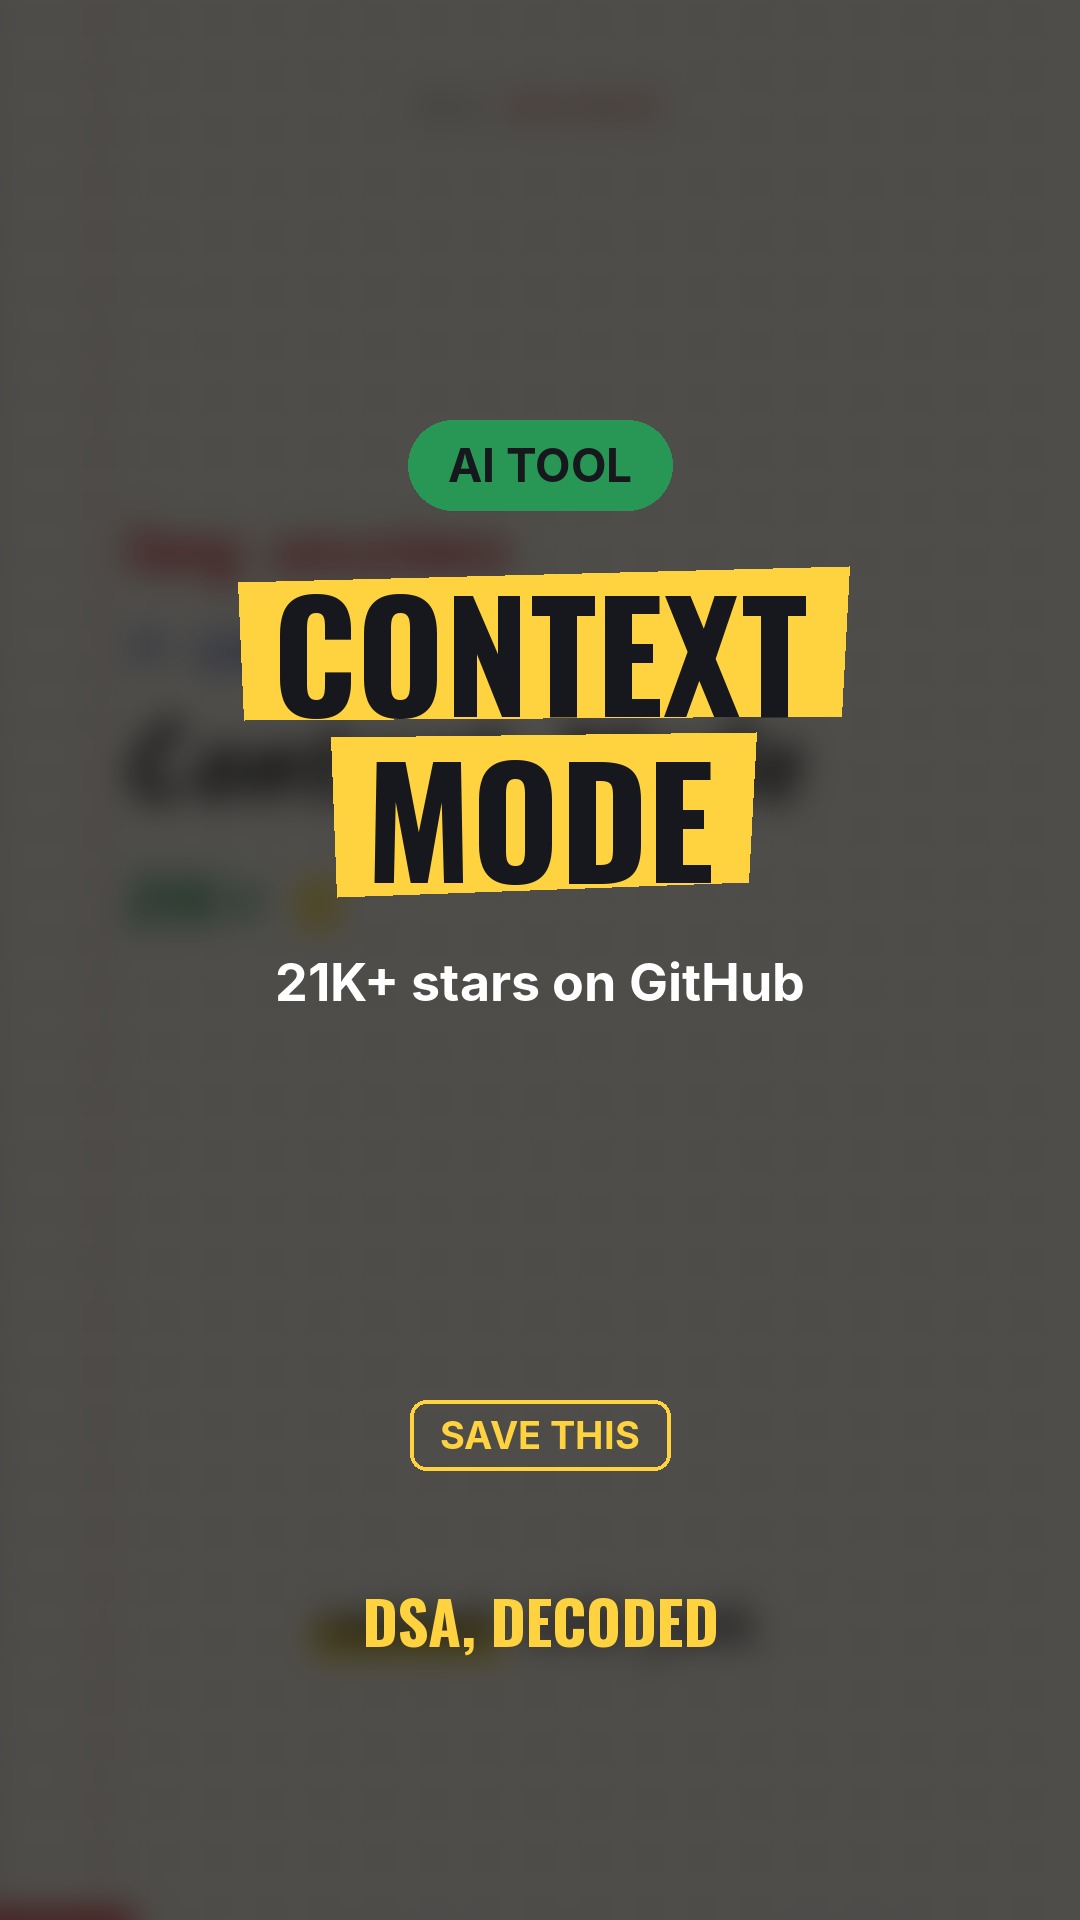 AI TOOL
CONTEXT
MODE
21K+ stars on GitHub
SAVE THIS
DSA, DECODED